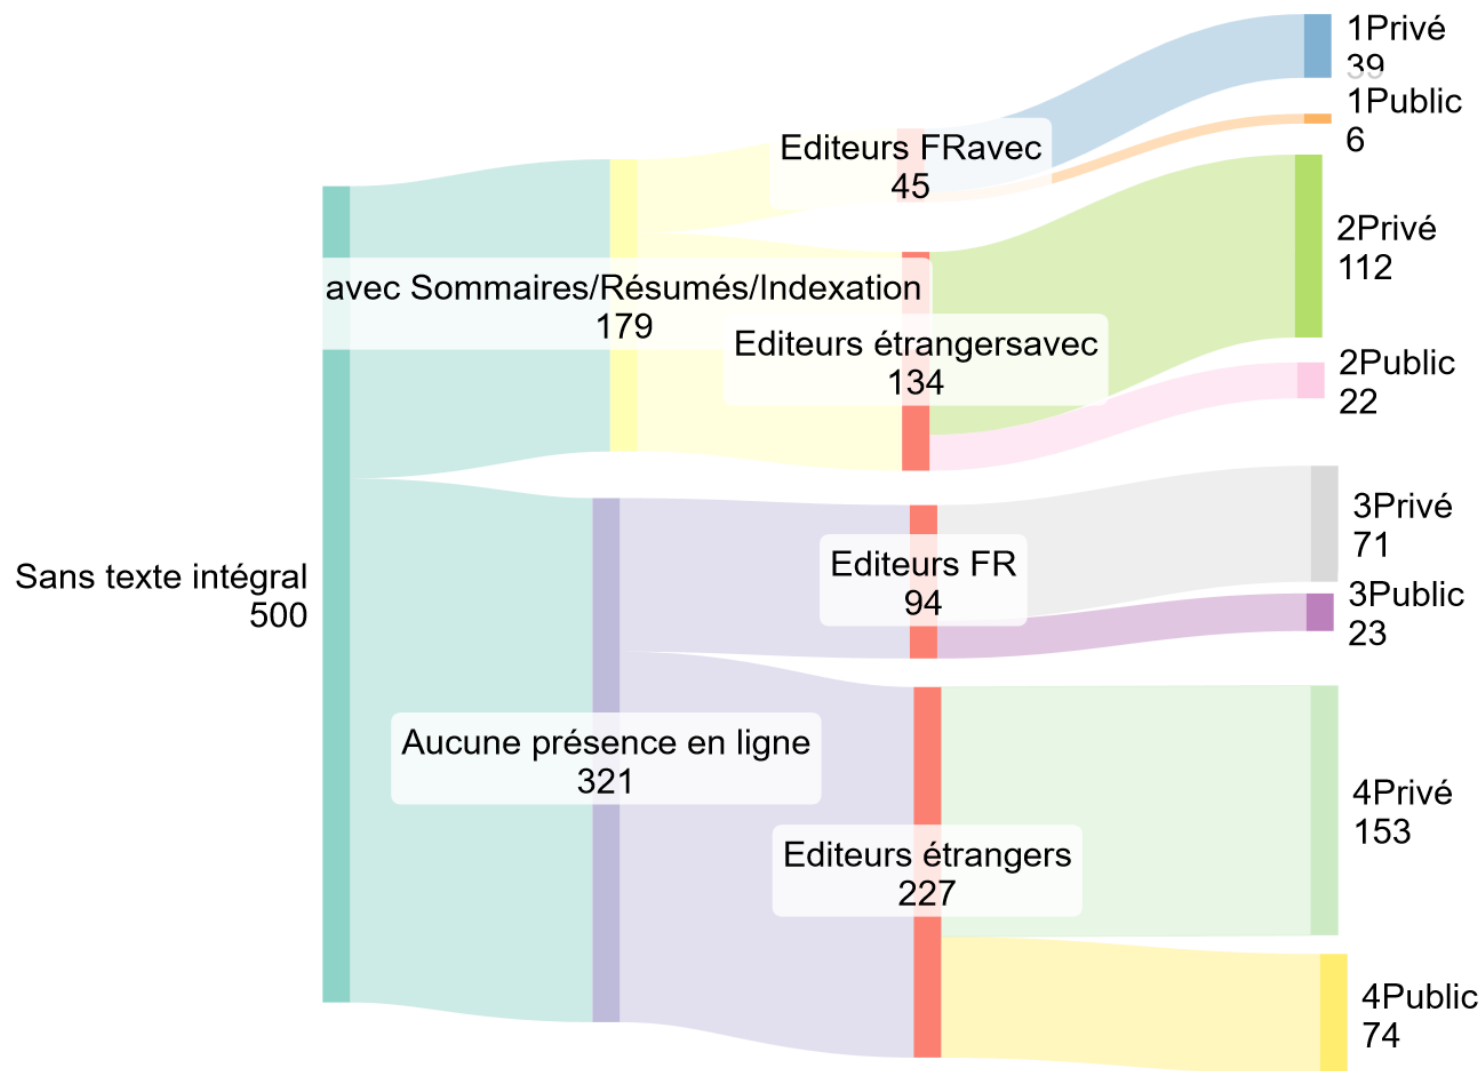 1Privé
39
1Public
6
Editeurs FRavec
45
2Privé
112
avec Sommaires/Résumés/Indexation
179
Editeurs étrangersavec
134
2Public
22
3Privé
71
Editeurs FR
94
Sans texte intégral
500
3Public
23
Aucune présence en ligne
321
4Privé
153
Editeurs étrangers
227
4Public
74